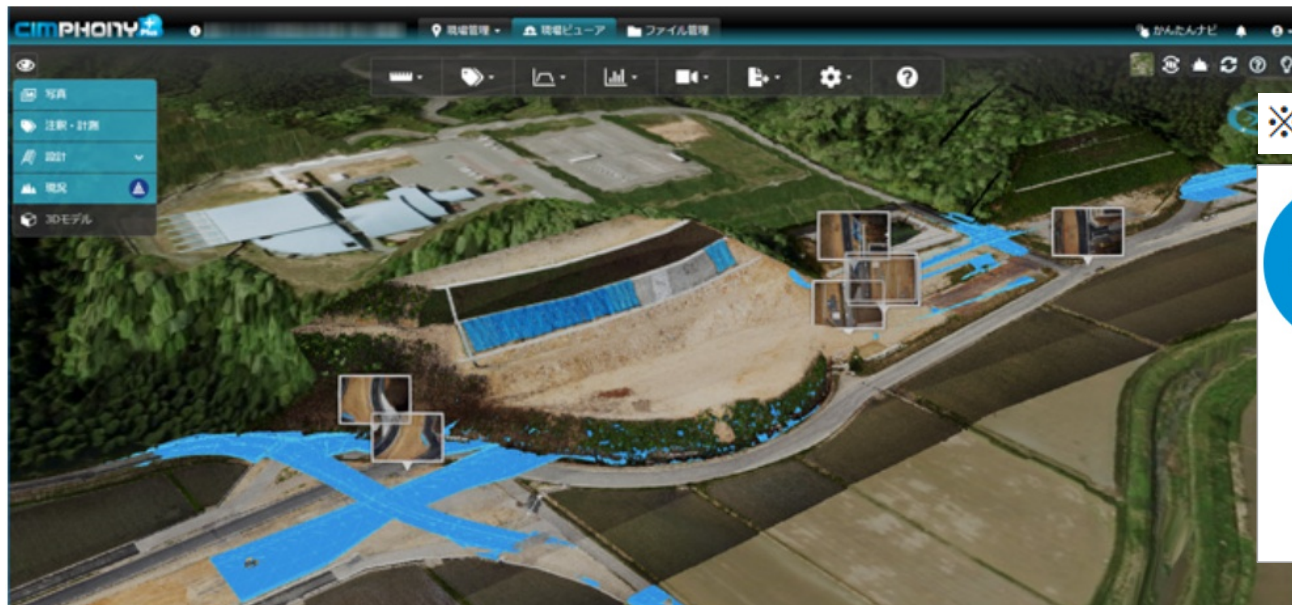 CIMPHONY+
現場管理
現場ビューア
ファイル管理
かんたんナビ
写真
注釈・計測
設計
現況
3Dモデル
※